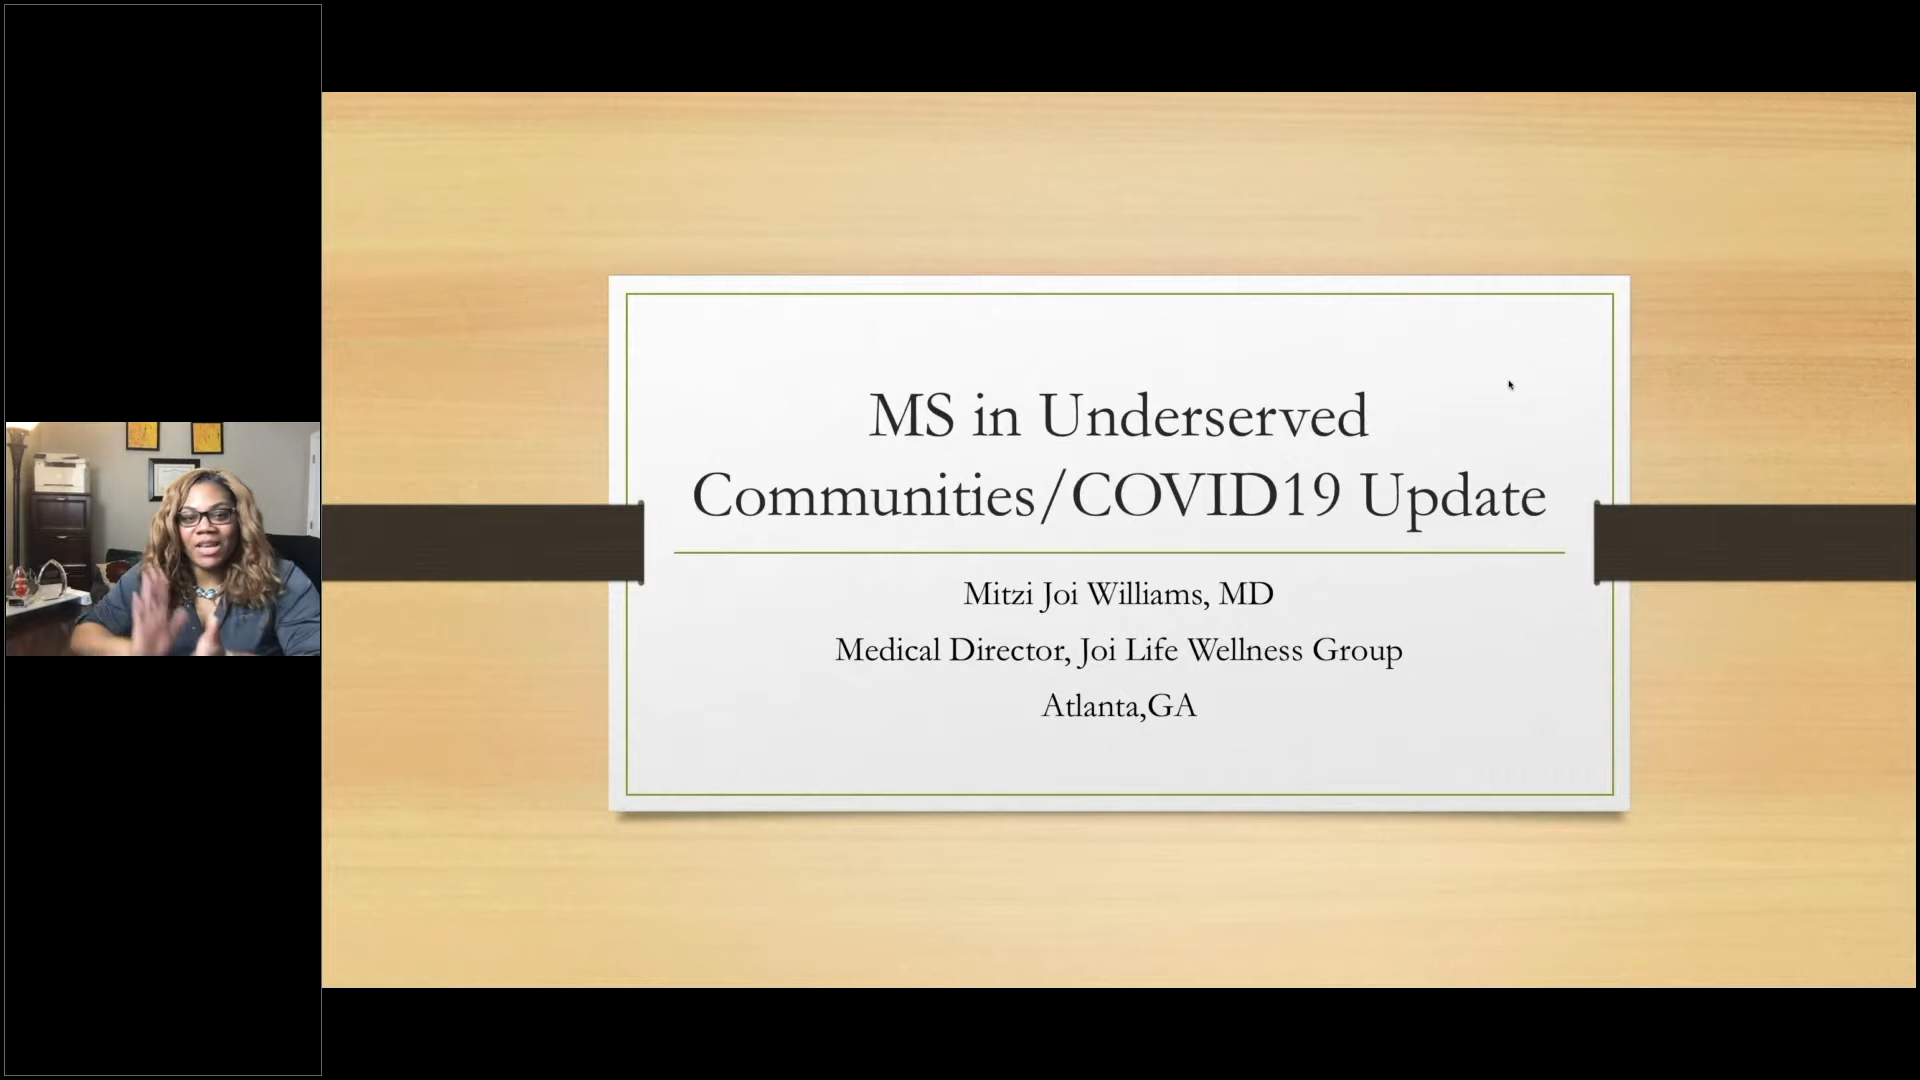 MS in Underserved
Communities/COVID19 Update
Mitzi Joi Williams, MD
Medical Director, Joi Life Wellness Group
Atlanta,GA